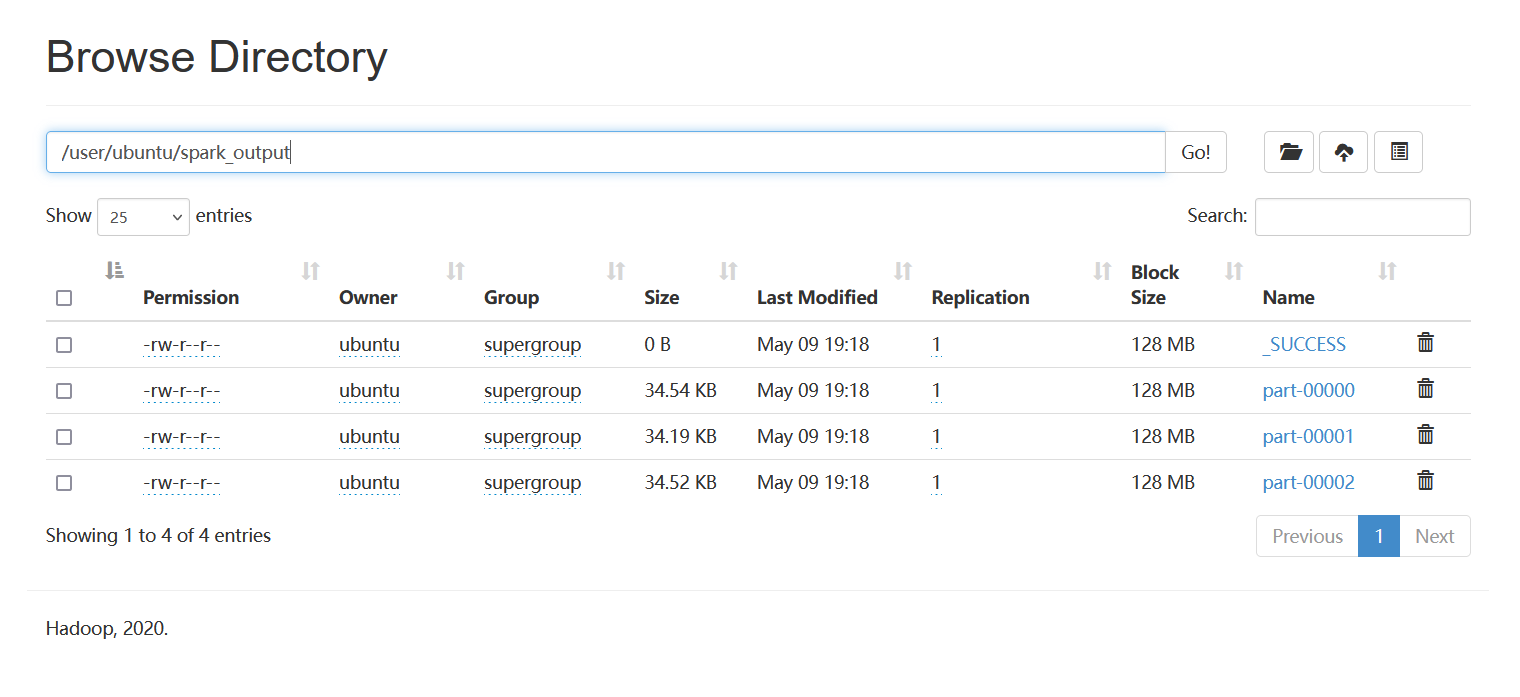 Browse Directory
/user/ubuntu/spark_output Go!
Show 25 entries Search:
Permission Owner Group Size Last Modified Replication Block Size Name
-rw-r--r-- ubuntu supergroup 0 B May 09 19:18 1 128 MB _SUCCESS
-rw-r--r-- ubuntu supergroup 34.54 KB May 09 19:18 1 128 MB part-00000
-rw-r--r-- ubuntu supergroup 34.19 KB May 09 19:18 1 128 MB part-00001
-rw-r--r-- ubuntu supergroup 34.52 KB May 09 19:18 1 128 MB part-00002
Showing 1 to 4 of 4 entries Previous 1 Next
Hadoop, 2020.